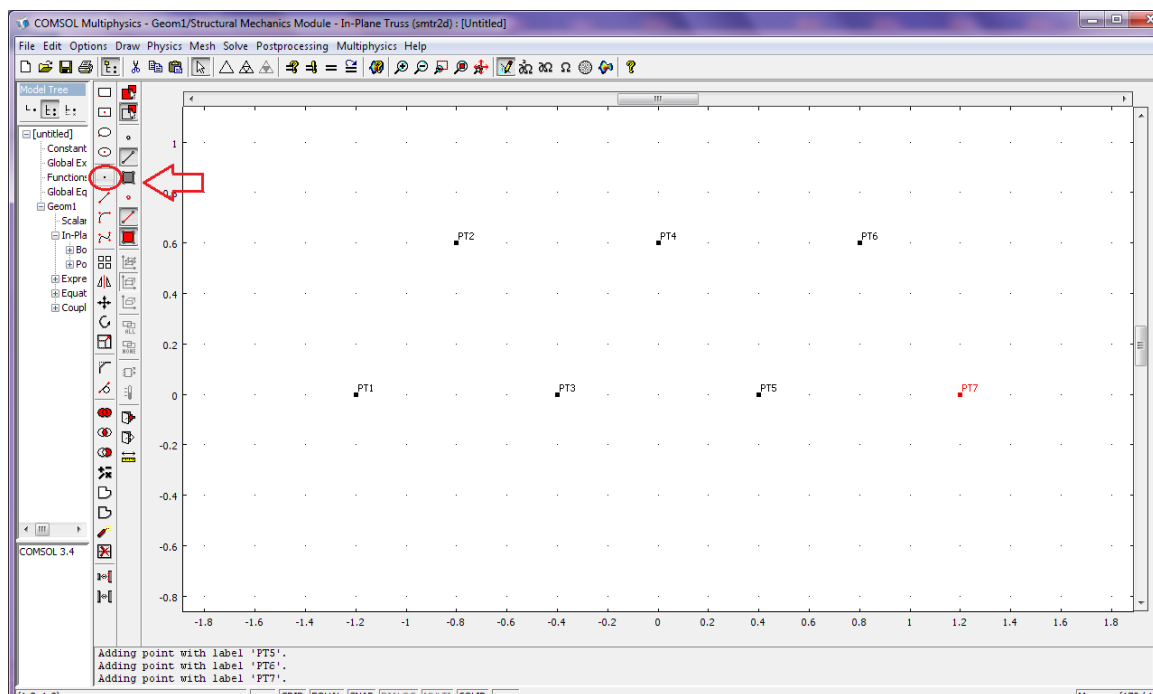 COMSOL Multiphysics - Geom1/Structural Mechanics Module - In-Plane Truss (smtr2d) : [Untitled]
File Edit Options Draw Physics Mesh Solve Postprocessing Multiphysics Help
Model Tree
[untitled]
Constant
Global Ex
Functions
Global Eq
Geom1
Scalar
In-Pla
Bo
Po
Expre
Equat
Coupl
COMSOL 3.4
ALL
NONE
1
0.8
0.6
0.4
0.2
0
-0.2
-0.4
-0.6
-0.8
PT2 PT4 PT6
PT1 PT3 PT5 PT7
-1.8 -1.6 -1.4 -1.2 -1 -0.8 -0.6 -0.4 -0.2 0 0.2 0.4 0.6 0.8 1 1.2 1.4 1.6 1.8
Adding point with label 'PT5'.
Adding point with label 'PT6'.
Adding point with label 'PT7'.